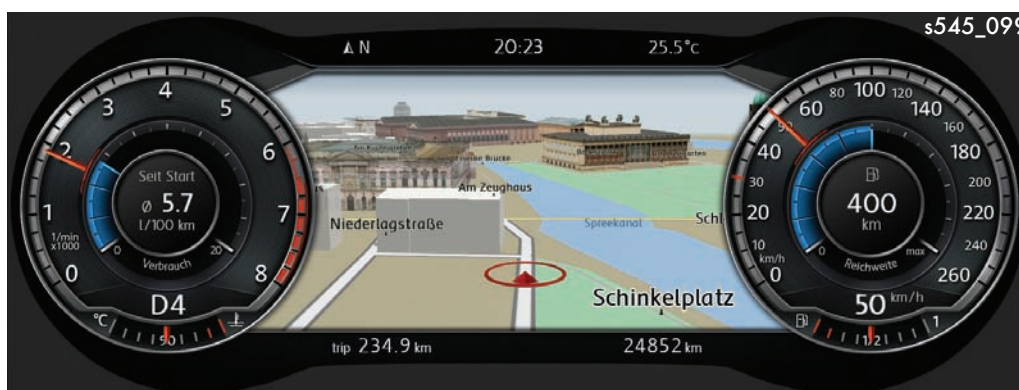 s545_099
N 20:23 25.5°C
0 1 2 3 4 5 6 7 8
1/min
x1000
Seit Start
ø 5.7
l/100 km
0 20
Verbrauch
D4
°C 90
Am Zeughaus
Niederlagstraße
Spreekanal
Schl
Schinkelplatz
0 10 20 30 40 50 60 80 100 120 140 160 180 200 220 240 260
km/h
400
km
0 max
Reichweite
50 km/h
1/2 1
trip 234.9 km 24852 km